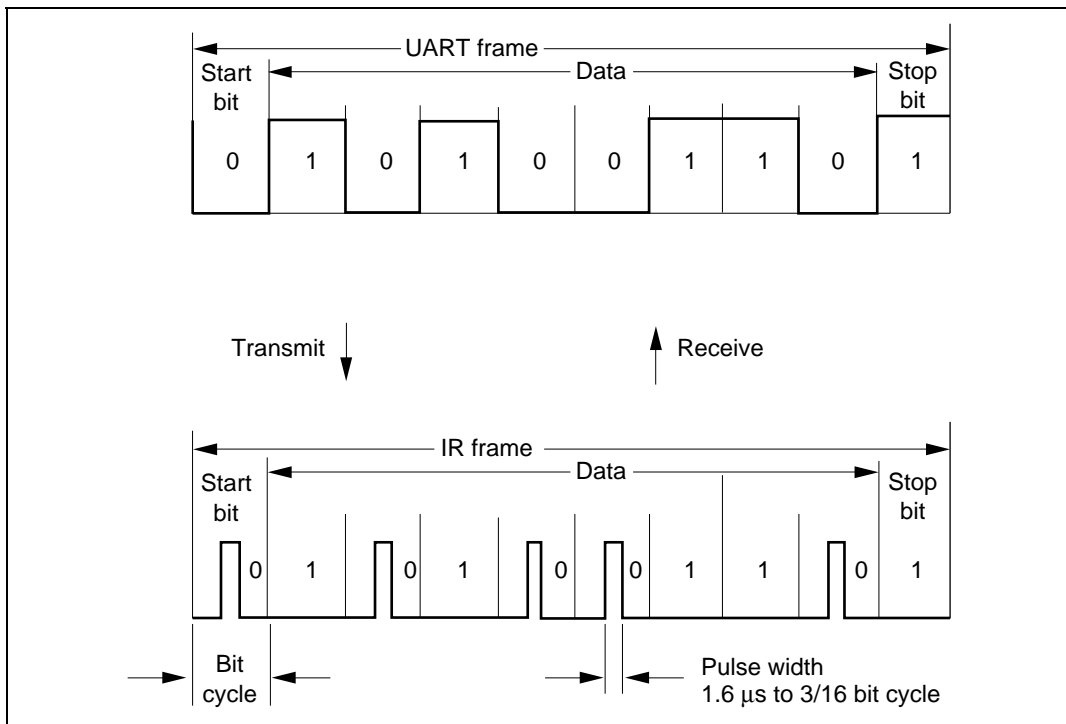 UART frame
Start bit
Data
Stop bit
0 1 0 1 0 0 1 1 0 1
Transmit
Receive
IR frame
Start bit
Data
Stop bit
0 1 0 1 0 0 1 1 0 1
Bit cycle
Pulse width
1.6 μs to 3/16 bit cycle